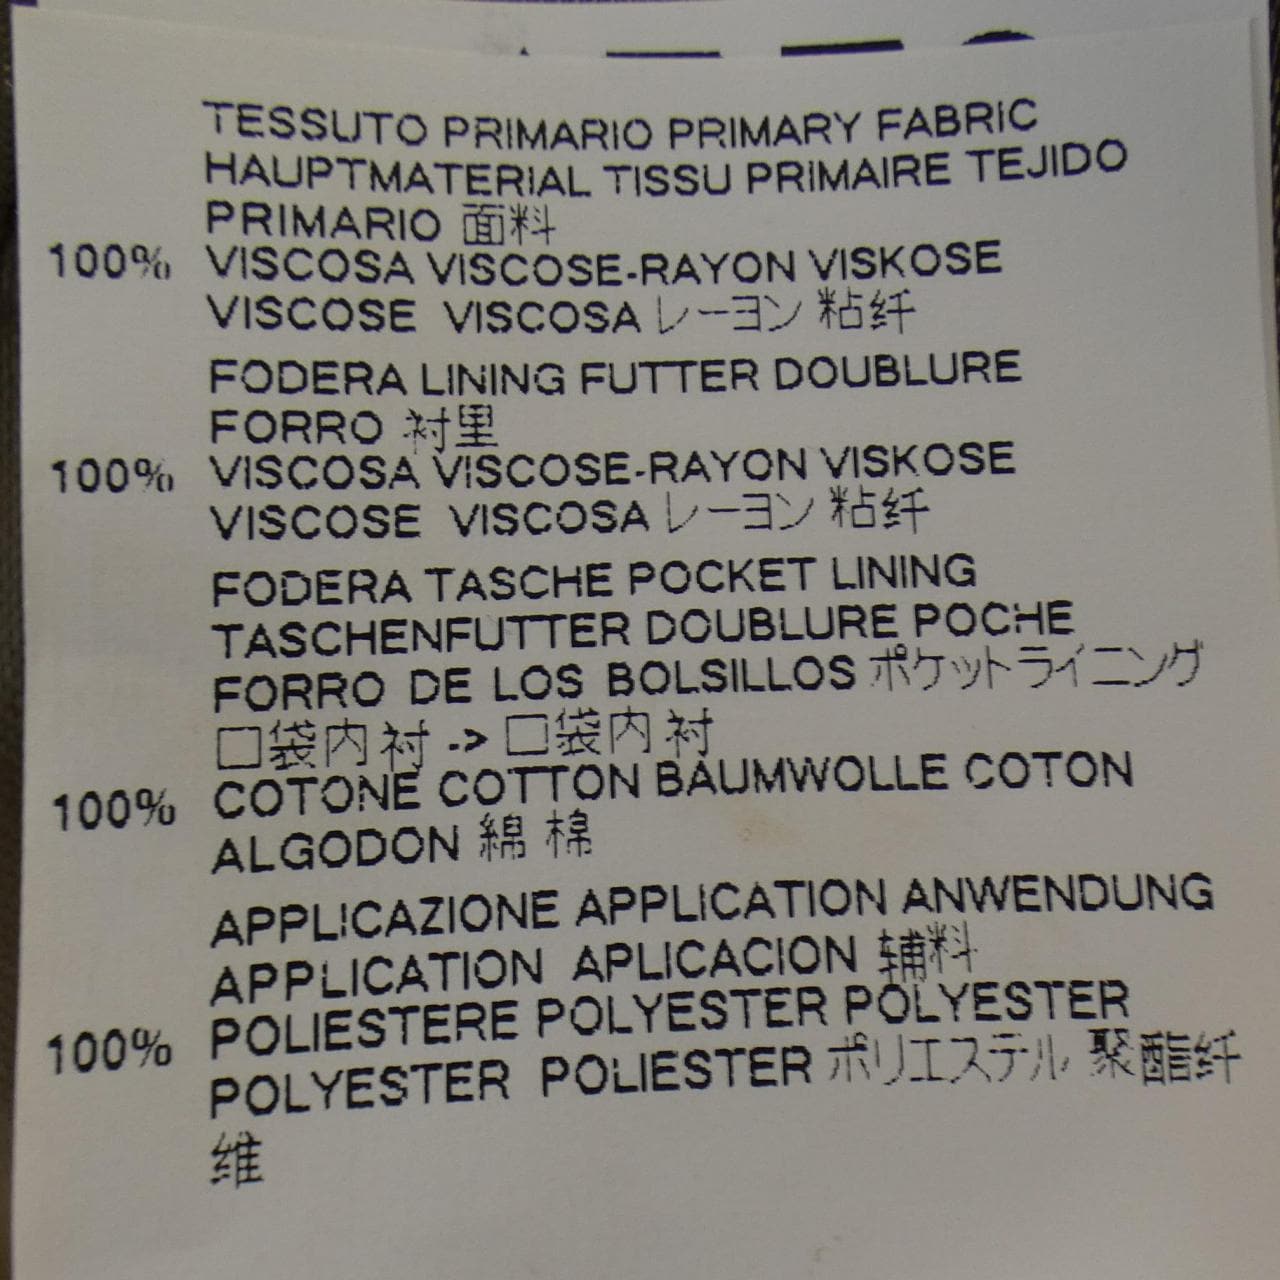 TESSUTO PRIMARIO PRIMARY FABRIC
HAUPTMATERIAL TISSU PRIMAIRE TEJIDO
PRIMARIO 面料
100% VISCOSA VISCOSE-RAYON VISKOSE
VISCOSE VISCOSA レーヨン 粘纤
FODERA LINING FUTTER DOUBLURE
FORRO 衬里
100% VISCOSA VISCOSE-RAYON VISKOSE
VISCOSE VISCOSA レーヨン 粘纤
FODERA TASCHE POCKET LINING
TASCHENFUTTER DOUBLURE POCHE
FORRO DE LOS BOLSILLOS ポケットライニング
口袋内衬 -> 口袋内衬
100% COTONE COTTON BAUMWOLLE COTON
ALGODON 綿 棉
APPLICAZIONE APPLICATION ANWENDUNG
APPLICATION APLICACION 辅料
100% POLIESTERE POLYESTER POLYESTER
POLYESTER POLIESTER ポリエステル 聚酯纤
维